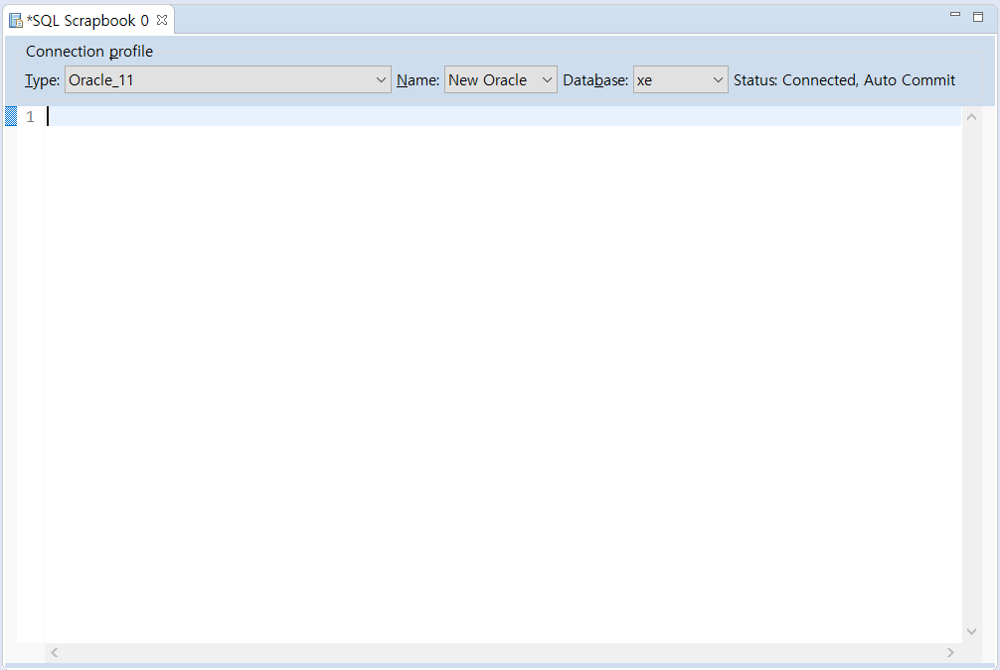 *SQL Scrapbook 0
Connection profile
Type: Oracle_11 Name: New Oracle Database: xe Status: Connected, Auto Commit
1